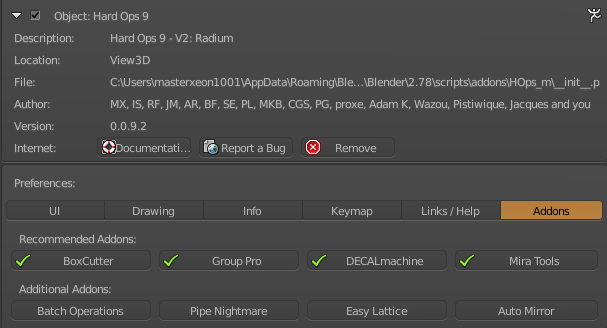 Object: Hard Ops 9
Description: Hard Ops 9 - V2: Radium
Location: View3D
File: C:\Users\masterxeon1001\AppData\Roaming\Ble...\Blender\2.78\scripts\addons\HOps_m\__init__.p
Author: MX, IS, RF, JM, AR, BF, SE, PL, MKB, CGS, PG, proxe, Adam K, Wazou, Pistiwique, Jacques and you
Version: 0.0.9.2
Internet: Documentati... Report a Bug Remove
Preferences:
UI Drawing Info Keymap Links / Help Addons
Recommended Addons:
BoxCutter Group Pro DECALmachine Mira Tools
Additional Addons:
Batch Operations Pipe Nightmare Easy Lattice Auto Mirror